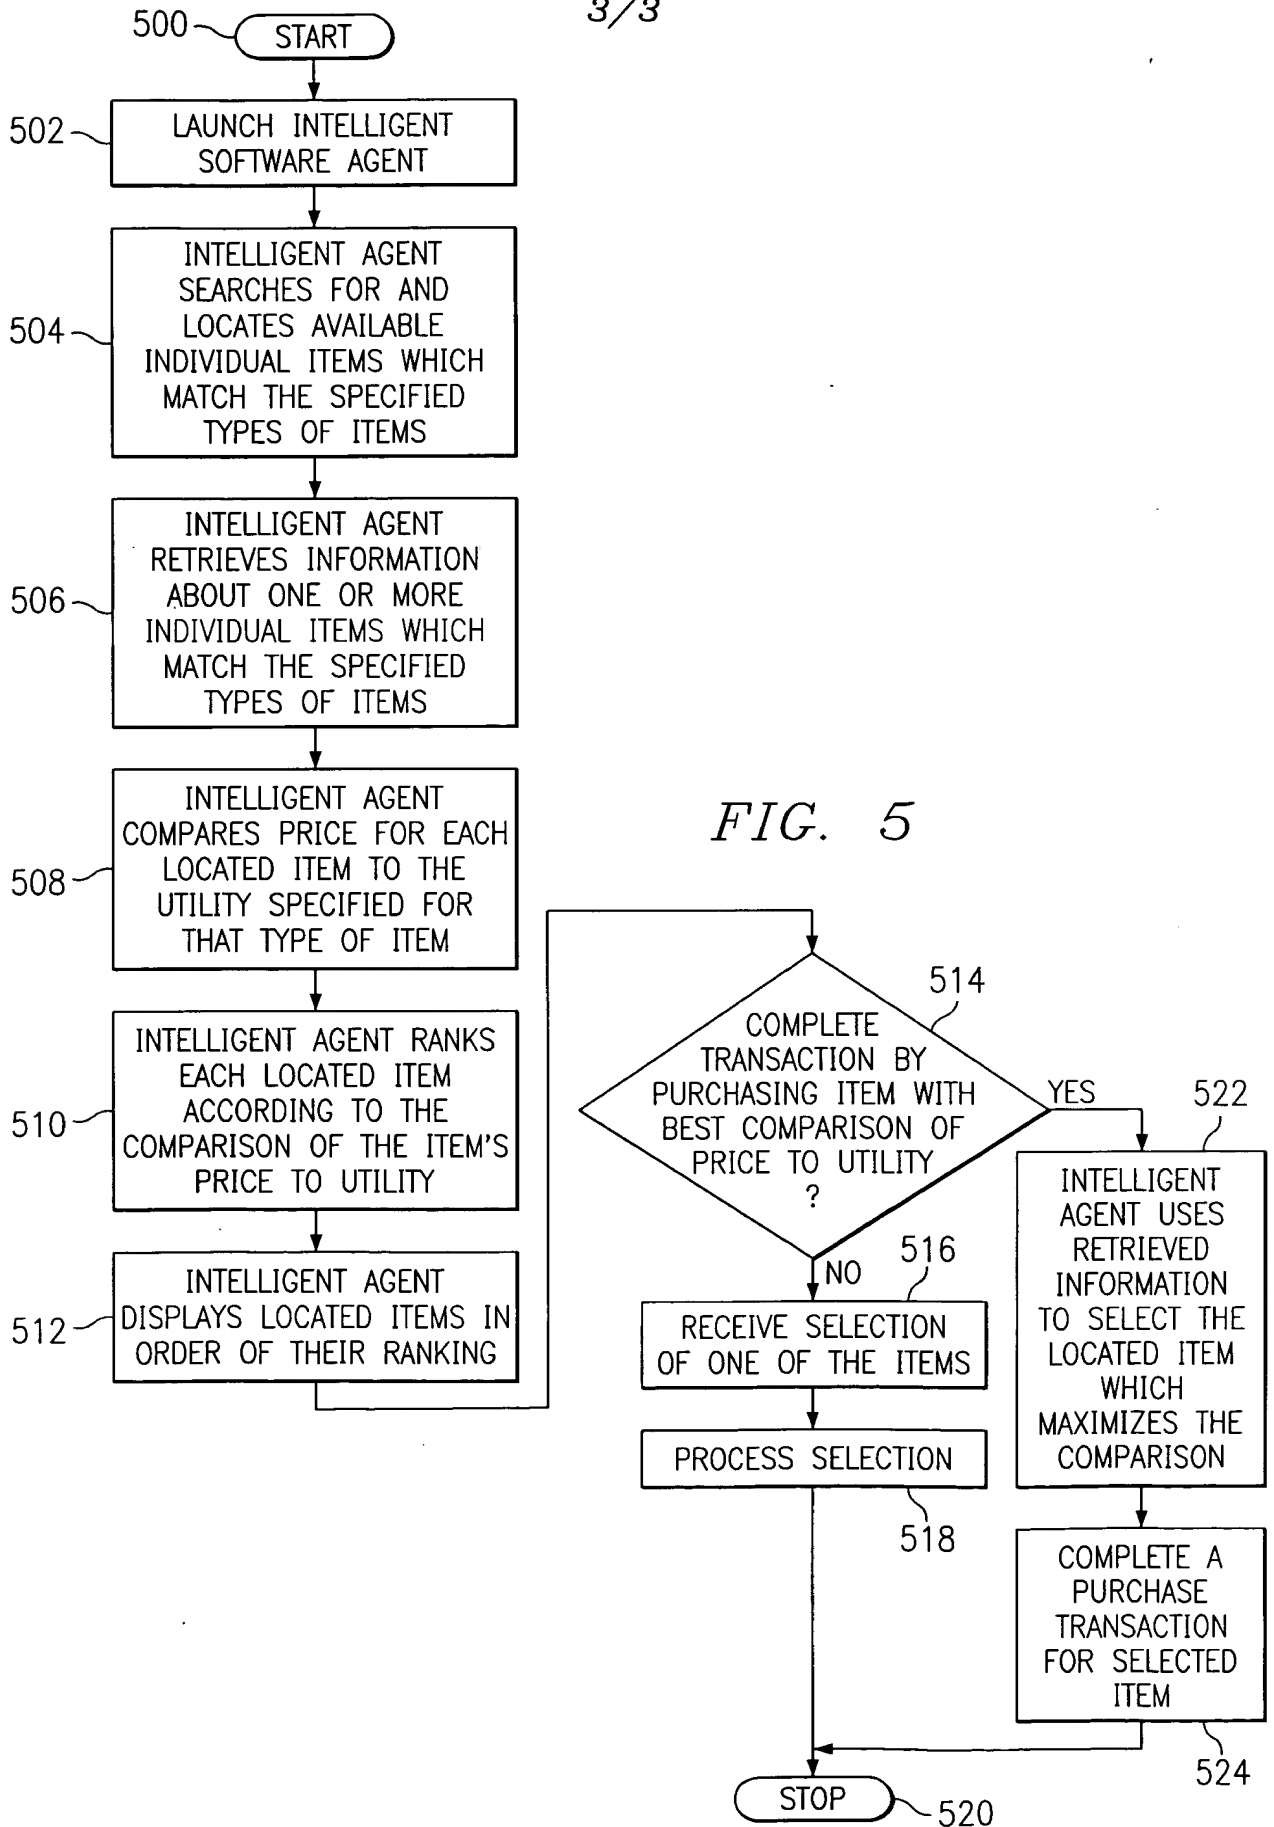 3/3
500
START
502
LAUNCH INTELLIGENT
SOFTWARE AGENT
504
INTELLIGENT AGENT
SEARCHES FOR AND
LOCATES AVAILABLE
INDIVIDUAL ITEMS WHICH
MATCH THE SPECIFIED
TYPES OF ITEMS
506
INTELLIGENT AGENT
RETRIEVES INFORMATION
ABOUT ONE OR MORE
INDIVIDUAL ITEMS WHICH
MATCH THE SPECIFIED
TYPES OF ITEMS
508
INTELLIGENT AGENT
COMPARES PRICE FOR EACH
LOCATED ITEM TO THE
UTILITY SPECIFIED FOR
THAT TYPE OF ITEM
510
INTELLIGENT AGENT RANKS
EACH LOCATED ITEM
ACCORDING TO THE
COMPARISON OF THE ITEM'S
PRICE TO UTILITY
512
INTELLIGENT AGENT
DISPLAYS LOCATED ITEMS IN
ORDER OF THEIR RANKING
FIG. 5
514
COMPLETE
TRANSACTION BY
PURCHASING ITEM WITH
BEST COMPARISON OF
PRICE TO UTILITY
?
YES
NO
516
RECEIVE SELECTION
OF ONE OF THE ITEMS
PROCESS SELECTION
518
522
INTELLIGENT
AGENT USES
RETRIEVED
INFORMATION
TO SELECT THE
LOCATED ITEM
WHICH
MAXIMIZES THE
COMPARISON
COMPLETE A
PURCHASE
TRANSACTION
FOR SELECTED
ITEM
524
STOP
520